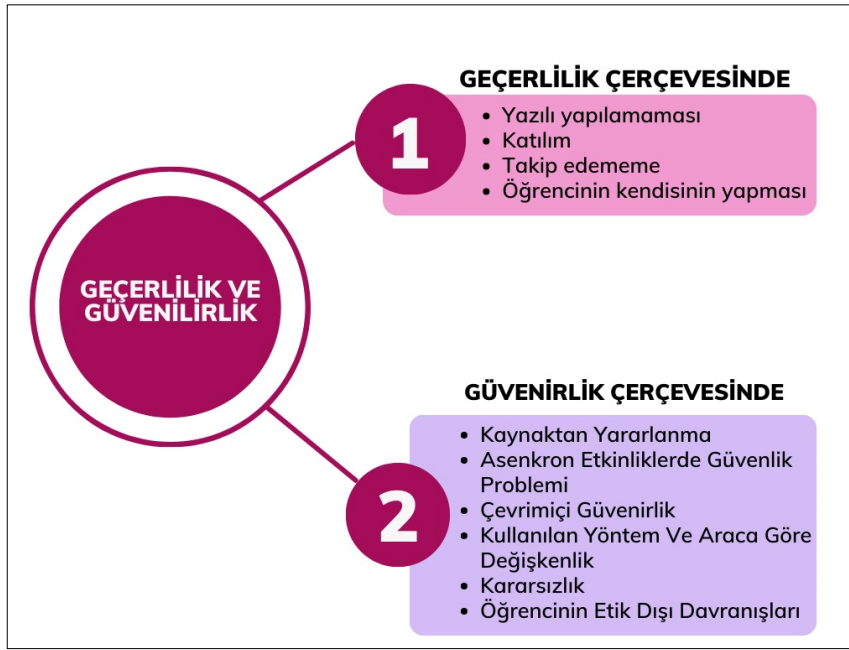 GEÇERLİLİK VE
GÜVENİLİRLİK
1
GEÇERLİLİK ÇERÇEVESİNDE
• Yazılı yapılamaması
• Katılım
• Takip edememe
• Öğrencinin kendisinin yapması
2
GÜVENİRLİK ÇERÇEVESİNDE
• Kaynaktan Yararlanma
• Asenkron Etkinliklerde Güvenlik
Problemi
• Çevrimiçi Güvenirlik
• Kullanılan Yöntem Ve Araca Göre
Değişkenlik
• Kararsızlık
• Öğrencinin Etik Dışı Davranışları